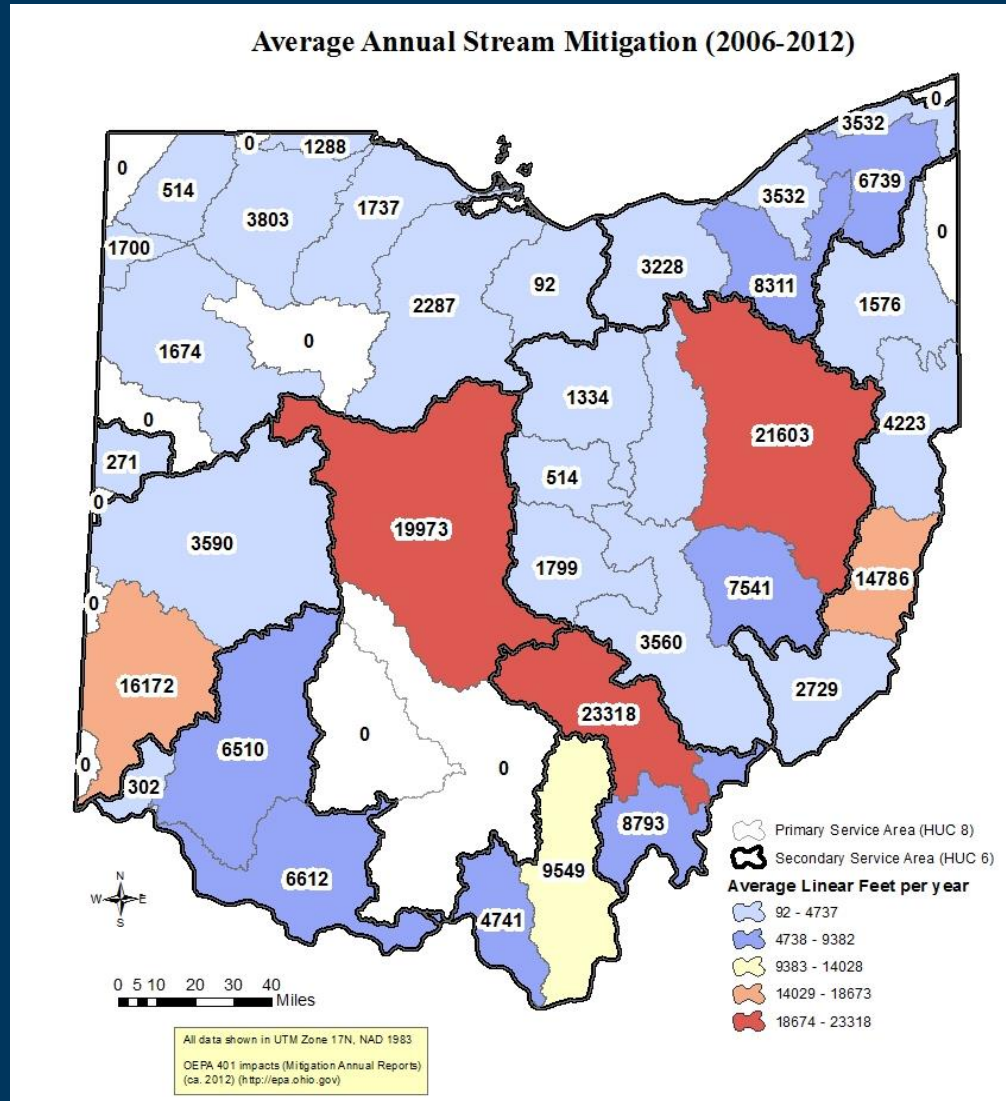 Average Annual Stream Mitigation (2006-2012)
0
3532
0
1288
0
514
3532
6739
1737
3803
0
1700
3228
92
8311
2287
1576
0
1674
1334
0
4223
21603
271
514
0
19973
3590
1799
7541
14786
0
3560
16172
2729
23318
6510
0
0
0
302
8793
9549
6612
4741
N
W E
S
0 5 10 20 30 40
Miles
Primary Service Area (HUC 8)
Secondary Service Area (HUC 6)
Average Linear Feet per year
92 - 4737
4738 - 9382
9383 - 14028
14029 - 18673
18674 - 23318
All data shown in UTM Zone 17N, NAD 1983
OEPA 401 impacts (Mitigation Annual Reports)
(ca. 2012) (http://epa.ohio.gov)